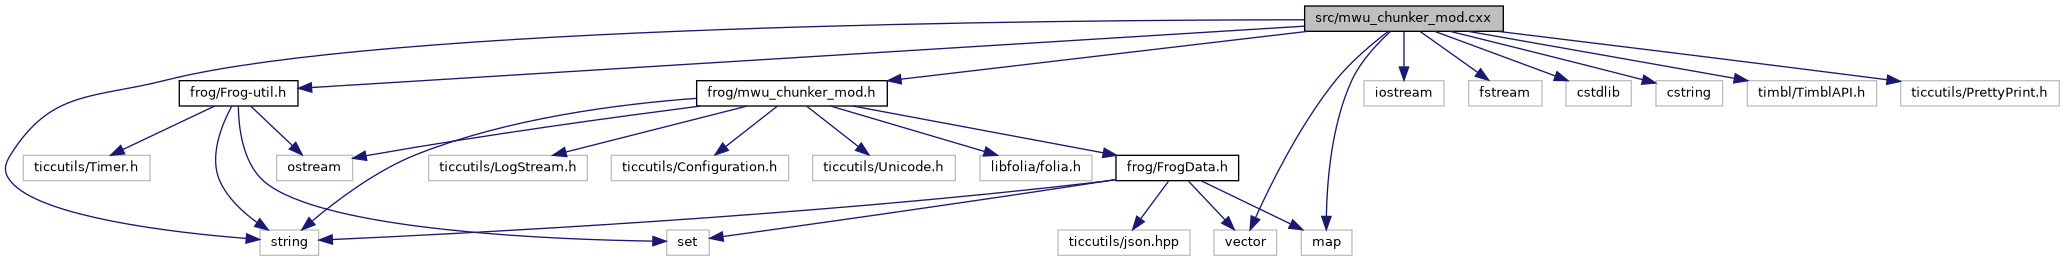 src/mwu_chunker_mod.cxx
frog/Frog-util.h
frog/mwu_chunker_mod.h
iostream
fstream
cstdlib
cstring
timbl/TimblAPI.h
ticcutils/PrettyPrint.h
ticcutils/Timer.h
ostream
ticcutils/LogStream.h
ticcutils/Configuration.h
ticcutils/Unicode.h
libfolia/folia.h
frog/FrogData.h
string
set
ticcutils/json.hpp
vector
map